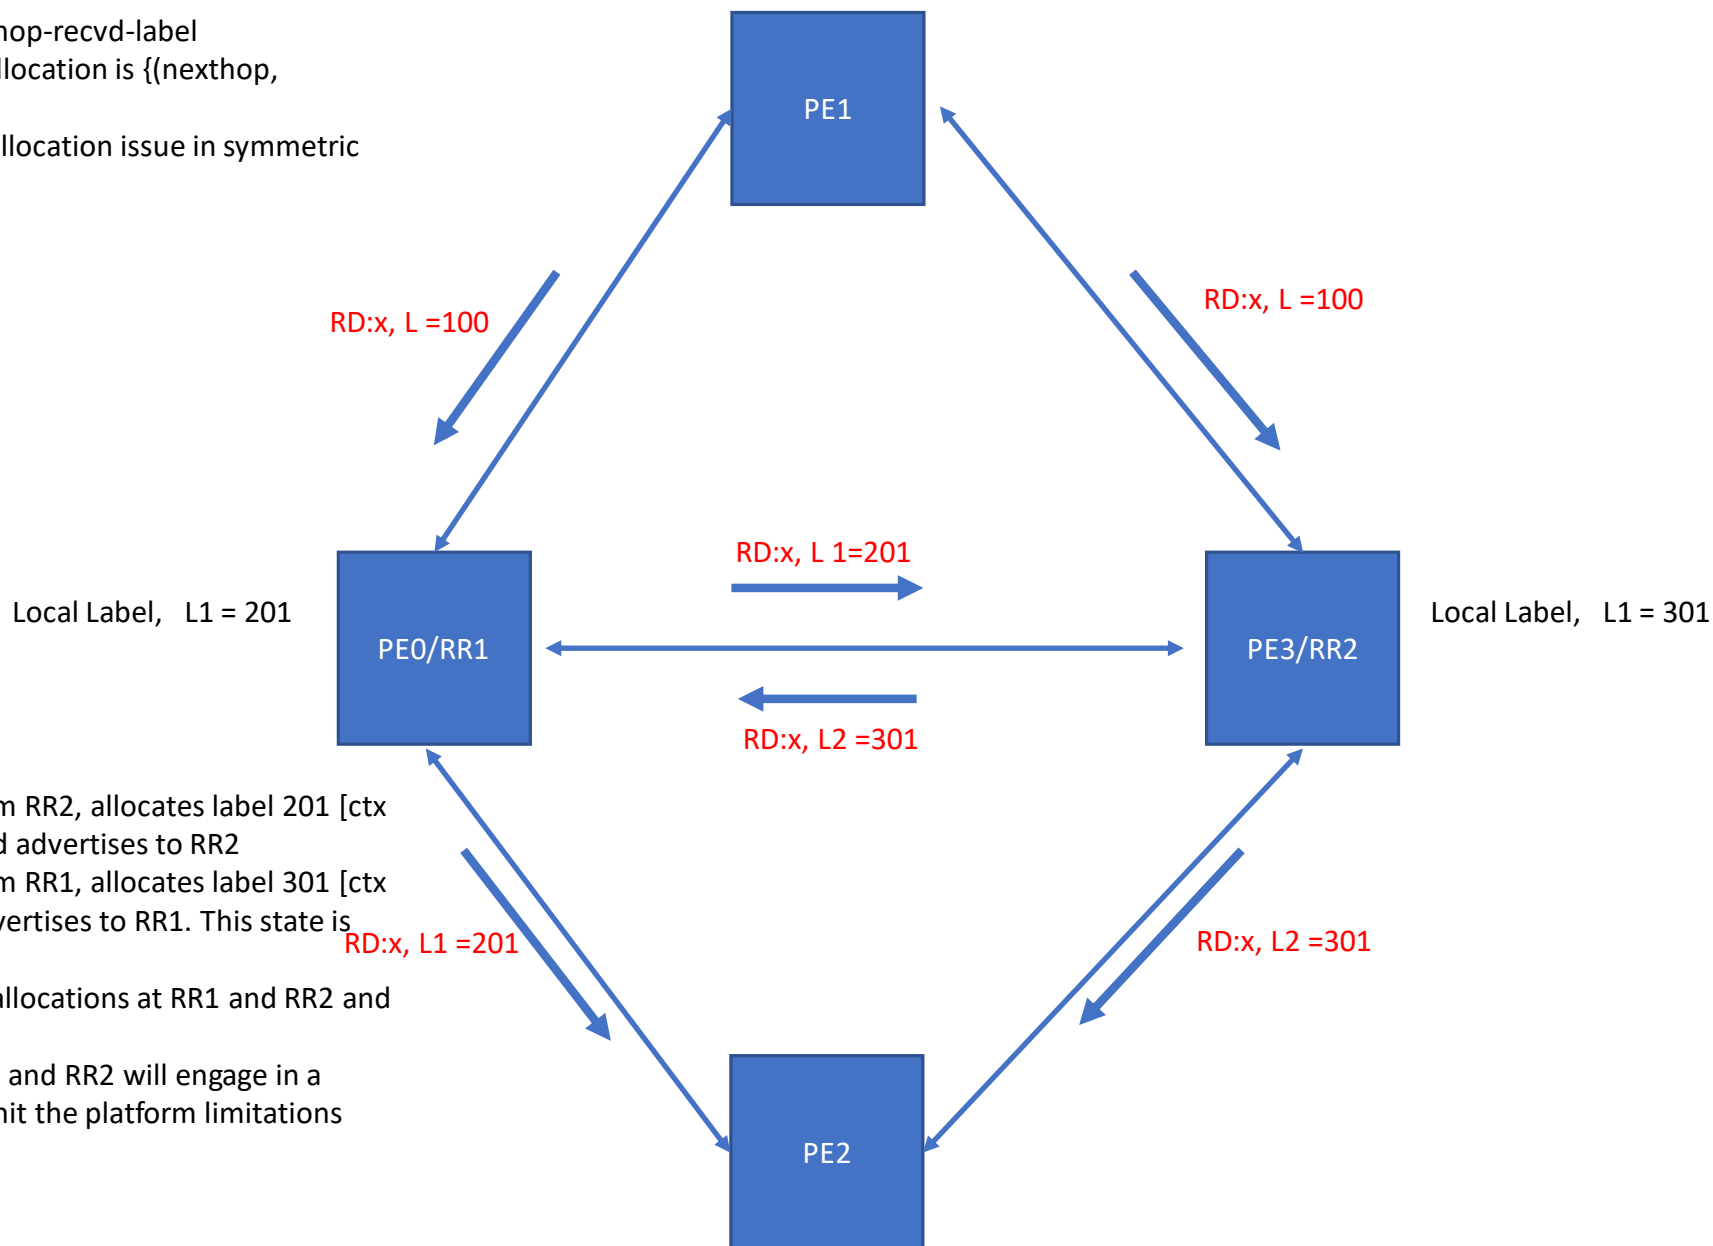 nop-recvd-label
llocation is {(nexthop,
llocation issue in symmetric
PE1
RD:x, L =100
RD:x, L =100
RD:x, L 1=201
Local Label, L1 = 201
PE0/RR1
PE3/RR2
Local Label, L1 = 301
RD:x, L2 =301
m RR2, allocates label 201 [ctx
d advertises to RR2
m RR1, allocates label 301 [ctx
vertises to RR1. This state is
RD:x, L1 =201
RD:x, L2 =301
allocations at RR1 and RR2 and
and RR2 will engage in a
nit the platform limitations
PE2